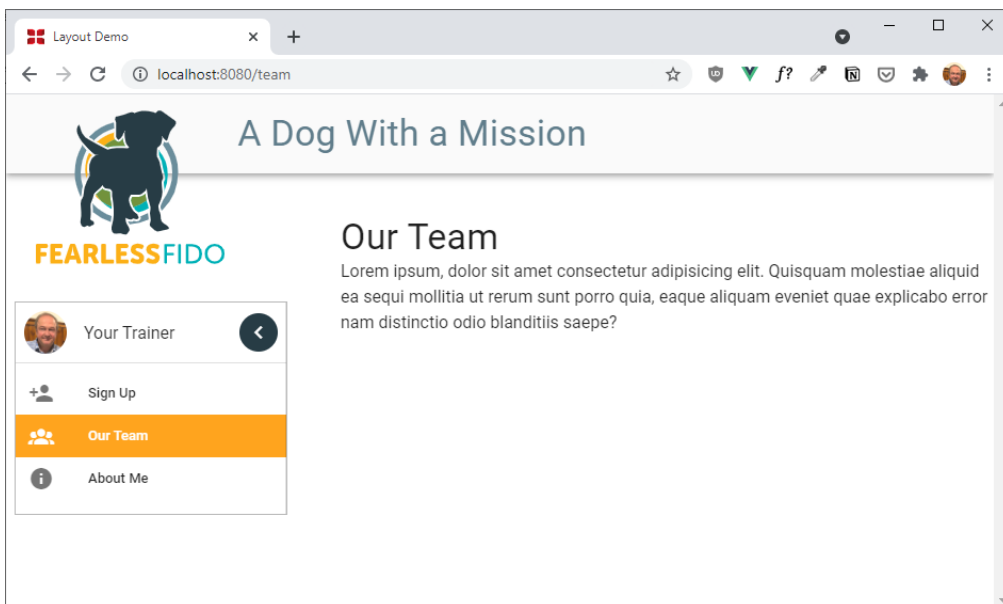 Layout Demo
localhost:8080/team
UD
f?
A Dog With a Mission
FEARLESSFIDO
Our Team
Lorem ipsum, dolor sit amet consectetur adipisicing elit. Quisquam molestiae aliquid
ea sequi mollitia ut rerum sunt porro quia, eaque aliquam eveniet quae explicabo error
nam distinctio odio blanditiis saepe?
Your Trainer
Sign Up
Our Team
About Me